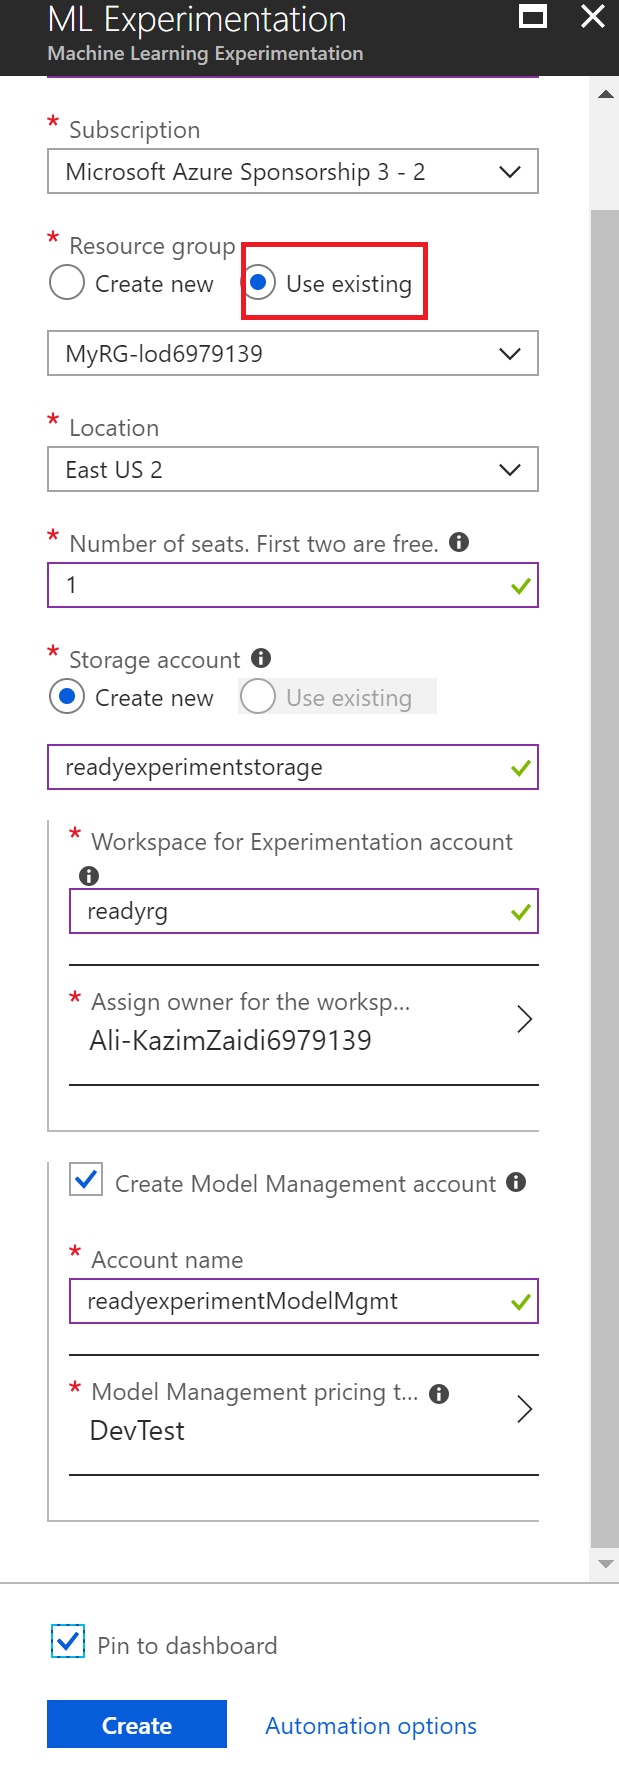 ML Experimentation
Machine Learning Experimentation
* Subscription
Microsoft Azure Sponsorship 3 - 2
* Resource group
Create new Use existing
MyRG-lod6979139
* Location
East US 2
* Number of seats. First two are free.
1
* Storage account
Create new Use existing
readyexperimentstorage
* Workspace for Experimentation account
readyrg
* Assign owner for the worksp...
Ali-KazimZaidi6979139
Create Model Management account
* Account name
readyexperimentModelMgmt
* Model Management pricing t...
DevTest
Pin to dashboard
Create Automation options